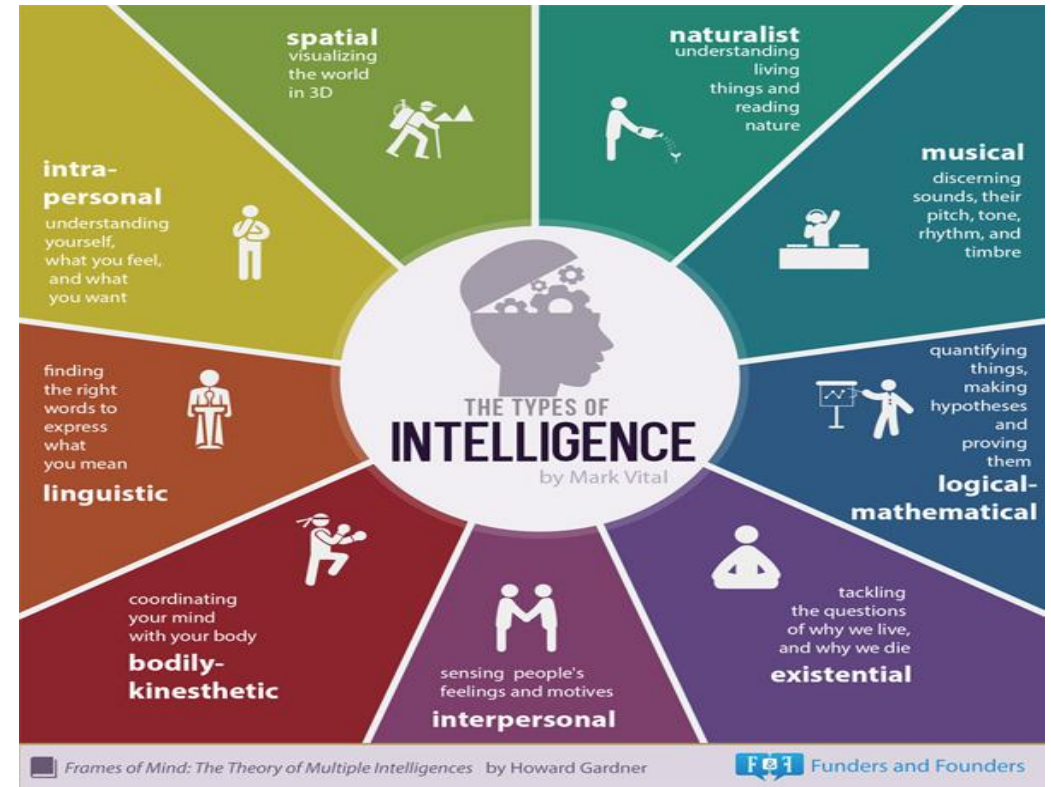 spatial
visualizing
the world
in 3D
naturalist
understanding
living
things and
reading
nature
musical
discerning
sounds, their
pitch, tone,
rhythm, and
timbre
quantifying
things,
making
hypotheses
and
proving
them
logical-
mathematical
tackling
the questions
of why we live,
and why we die
existential
sensing people's
feelings and motives
interpersonal
coordinating
your mind
with your body
bodily-
kinesthetic
finding
the right
words to
express
what
you mean
linguistic
intra-
personal
understanding
yourself,
what you feel,
and what
you want
THE TYPES OF
INTELLIGENCE
by Mark Vital
Frames of Mind: The Theory of Multiple Intelligences by Howard Gardner
F&F Funders and Founders